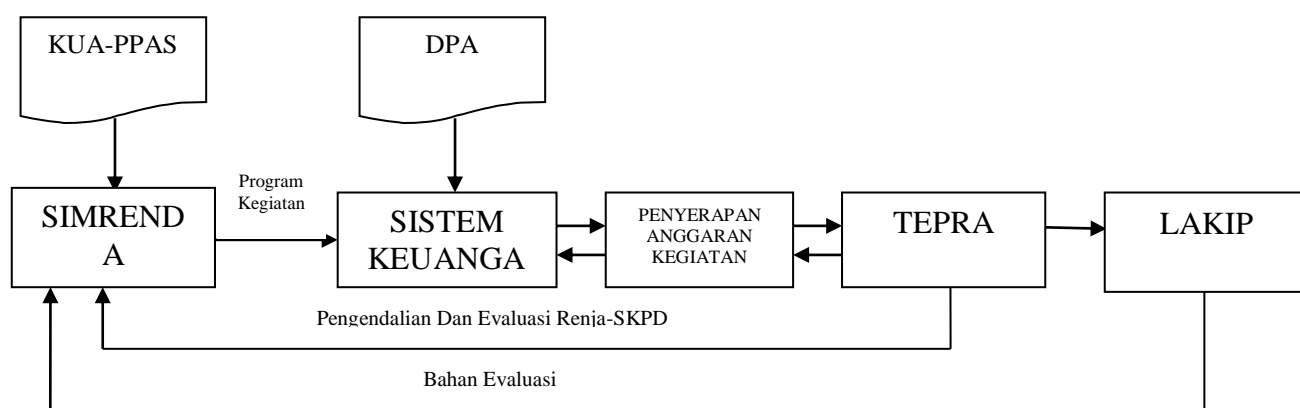 KUA-PPAS
DPA
Program
Kegiatan
SIMREND
A
SISTEM
KEUANGA
PENYERAPAN
ANGGARAN
KEGIATAN
TEPRA
LAKIP
Pengendalian Dan Evaluasi Renja-SKPD
Bahan Evaluasi